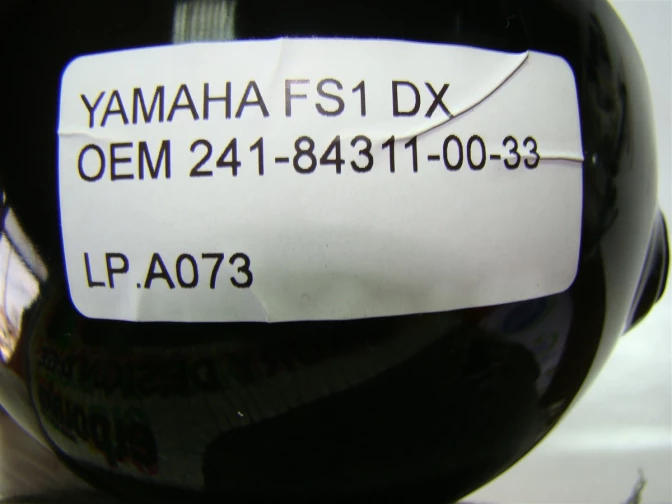 YAMAHA FS1 DX
OEM 241-84311-00-33
LP.A073